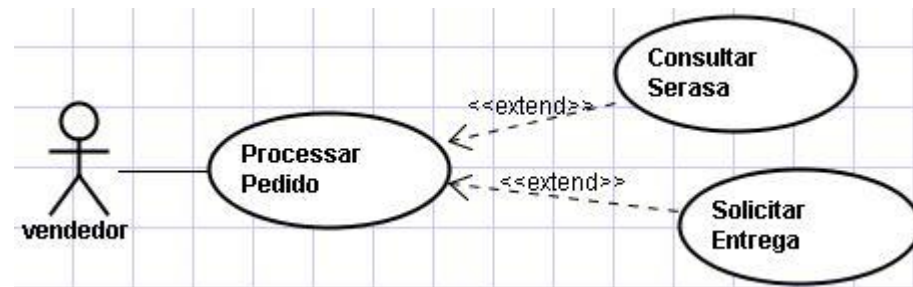 Consultar
Serasa
<<extend>>
Processar
Pedido
<<extend>>
vendedor
Solicitar
Entrega